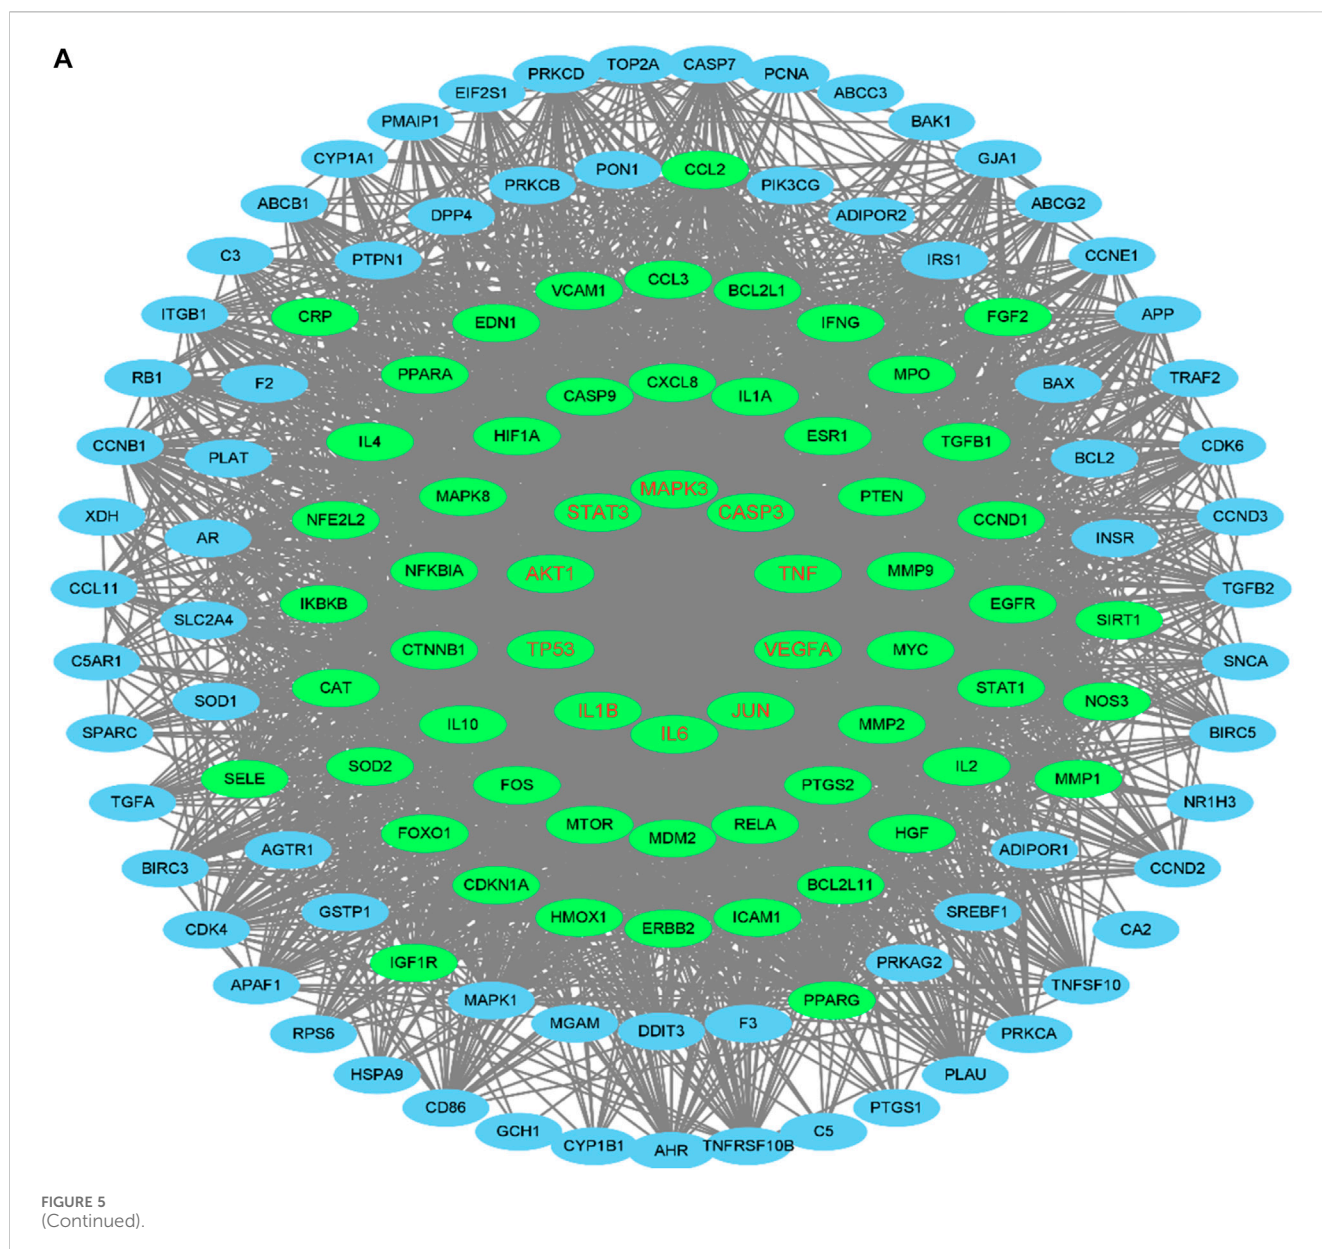 A
TOP2A
CASP7
PRKCD
PCNA
EIF2S1
ABCC3
PMAIP1
BAK1
CYP1A1
GJA1
PON1
CCL2
PRKCB
PIK3CG
ABCB1
ABCG2
DPP4
ADIPOR2
C3
PTPN1
IRS1
CCNE1
VCAM1
CCL3
BCL2L1
ITGB1
CRP
EDN1
IFNG
FGF2
APP
RB1
F2
PPARA
CASP9
CXCL8
IL1A
MPO
BAX
TRAF2
CCNB1
PLAT
IL4
HIF1A
ESR1
TGFB1
BCL2
CDK6
MAPK8
MAPK3
PTEN
XDH
AR
NFE2L2
STAT3
CASP3
CCND1
INSR
CCND3
CCL11
NFKBIA
AKT1
TNF
MMP9
TGFB2
SLC2A4
IKBKB
EGFR
SIRT1
C5AR1
CTNNB1
TP53
VEGFA
MYC
SNCA
SOD1
CAT
STAT1
NOS3
SPARC
IL10
IL1B
IL6
JUN
MMP2
BIRC5
SELE
SOD2
FOS
PTGS2
IL2
MMP1
TGFA
NR1H3
FOXO1
MTOR
MDM2
RELA
HGF
BIRC3
AGTR1
ADIPOR1
CCND2
CDKN1A
BCL2L11
CDK4
GSTP1
HMOX1
ERBB2
ICAM1
SREBF1
CA2
APAF1
IGF1R
PRKAG2
TNFSF10
MAPK1
PPARG
RPS6
MGAM
DDIT3
F3
PRKCA
HSPA9
PLAU
CD86
PTGS1
GCH1
CYP1B1
AHR
TNFRSF10B
C5
FIGURE 5
(Continued).